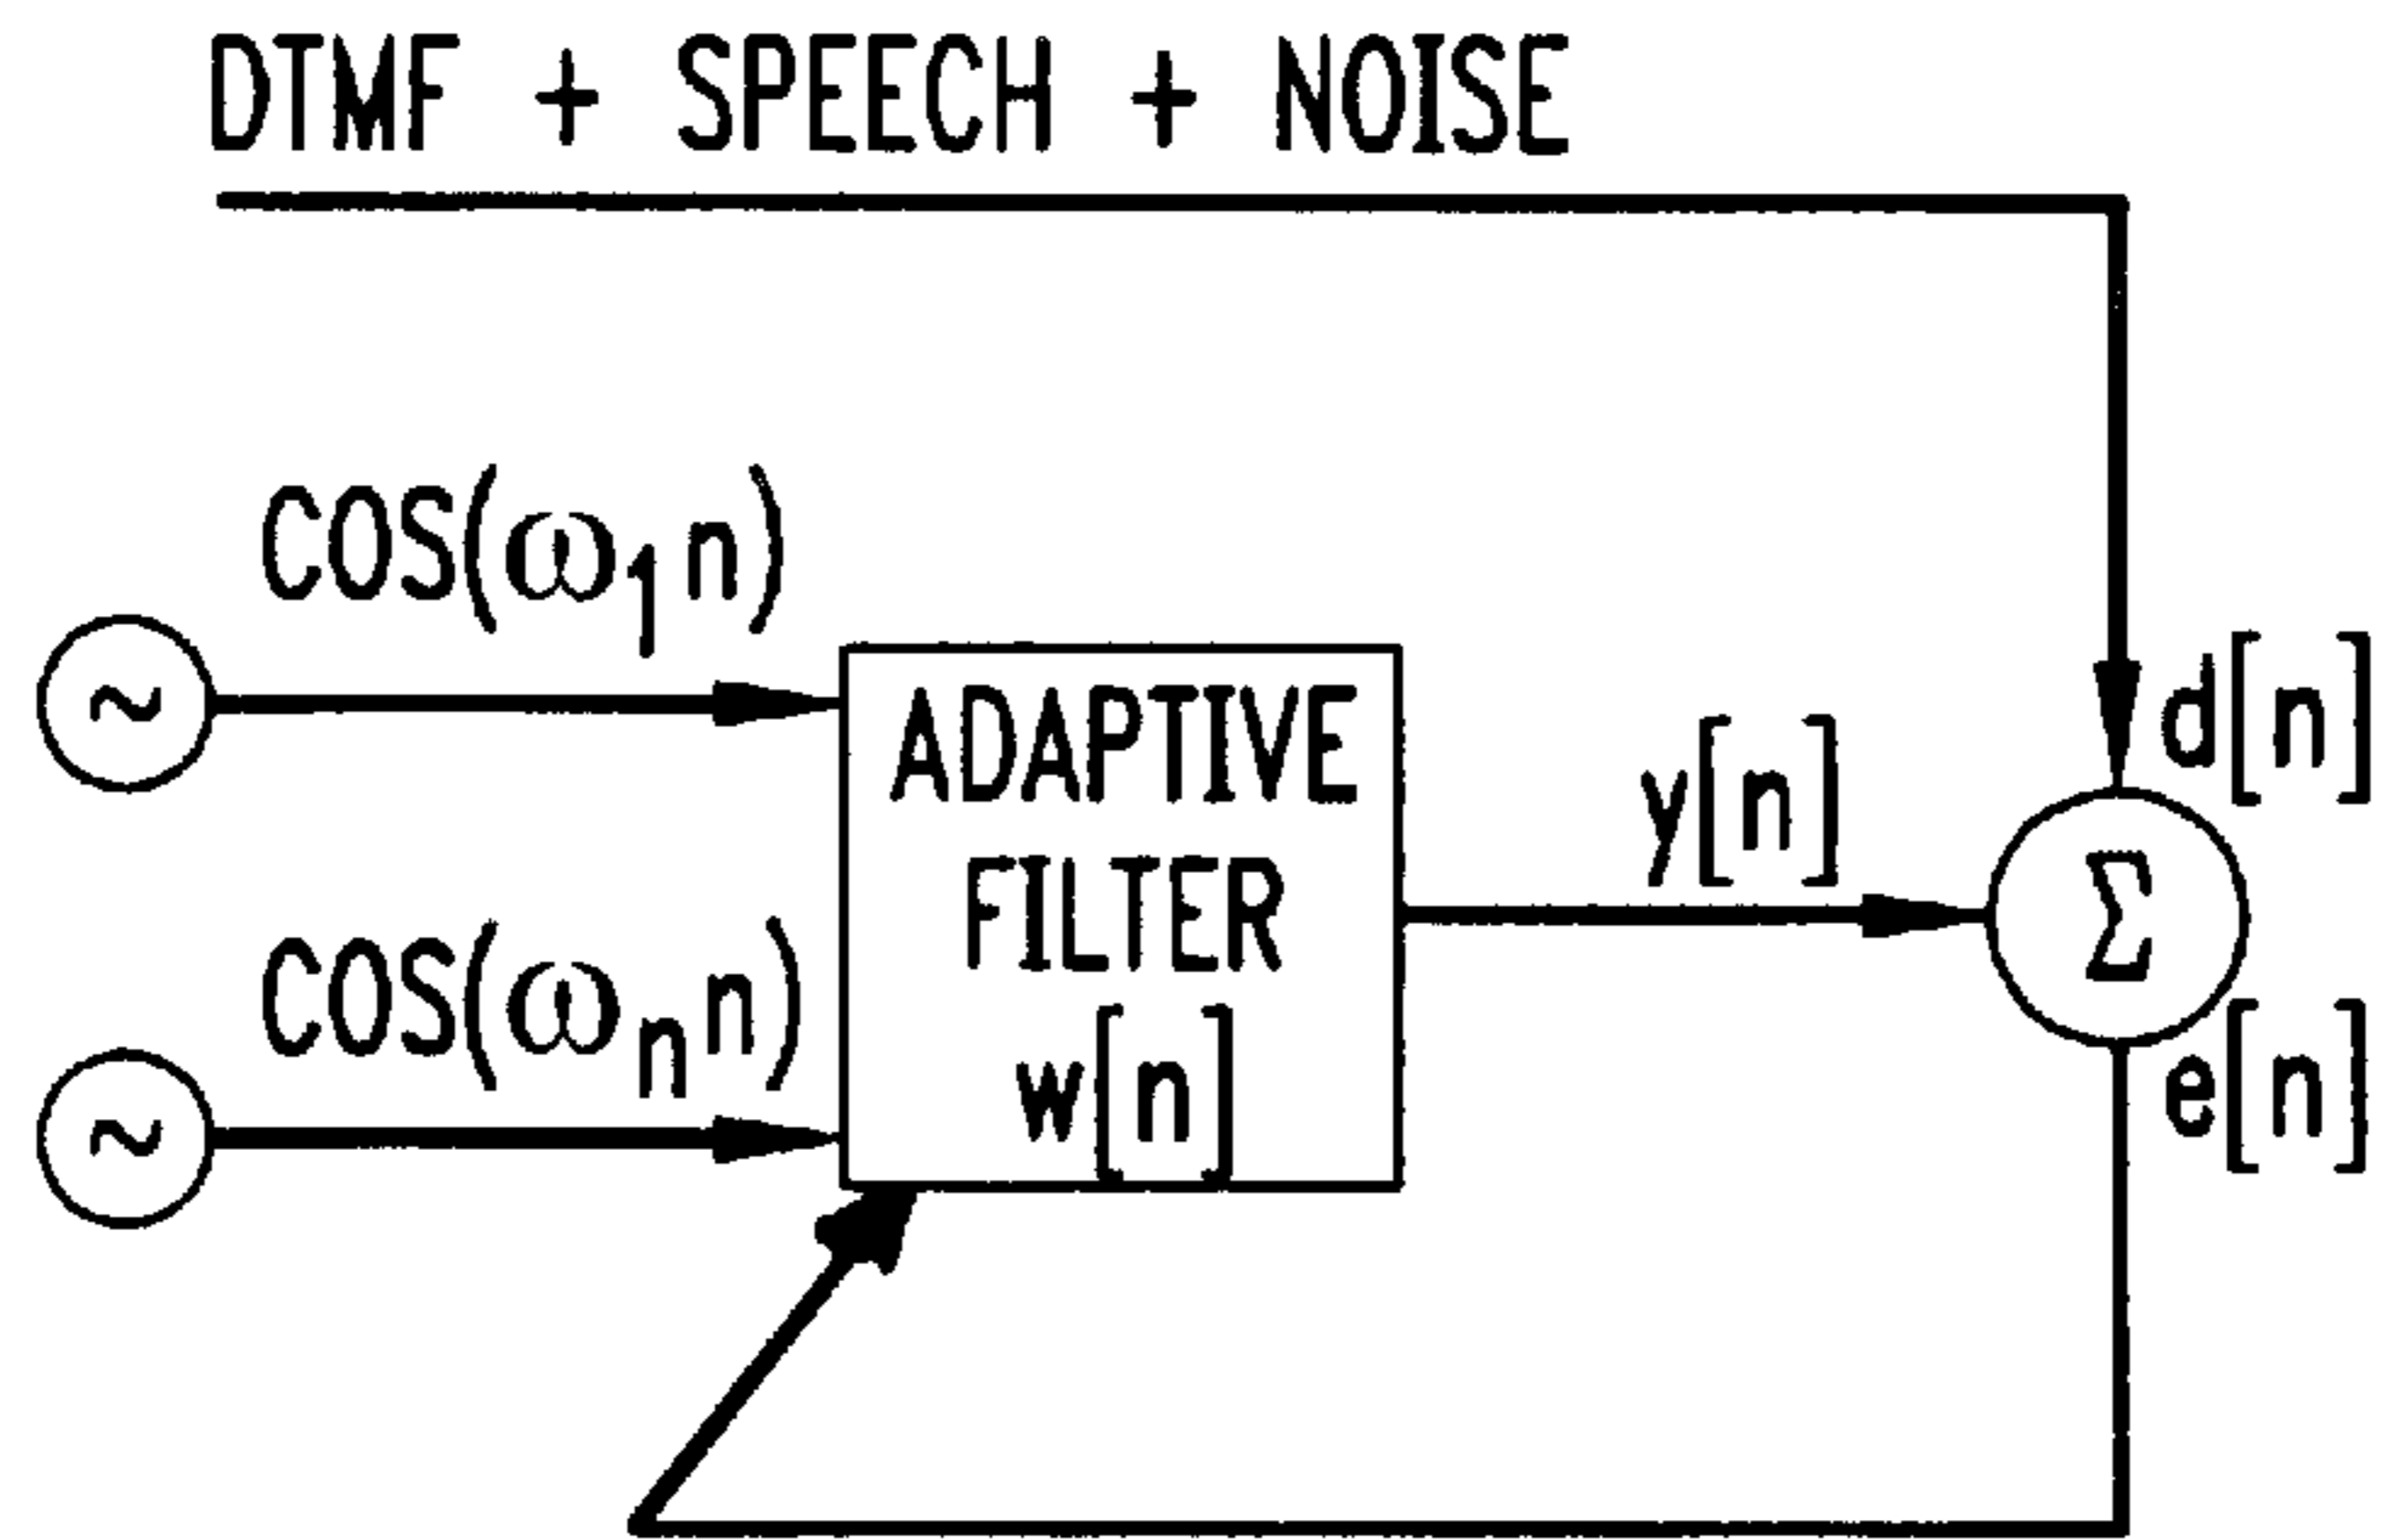 DTMF + SPEECH + NOISE
COS(ω₁n)
~
ADAPTIVE
FILTER
w[n]
y[n]
d[n]
Σ
e[n]
COS(ωₙn)
~